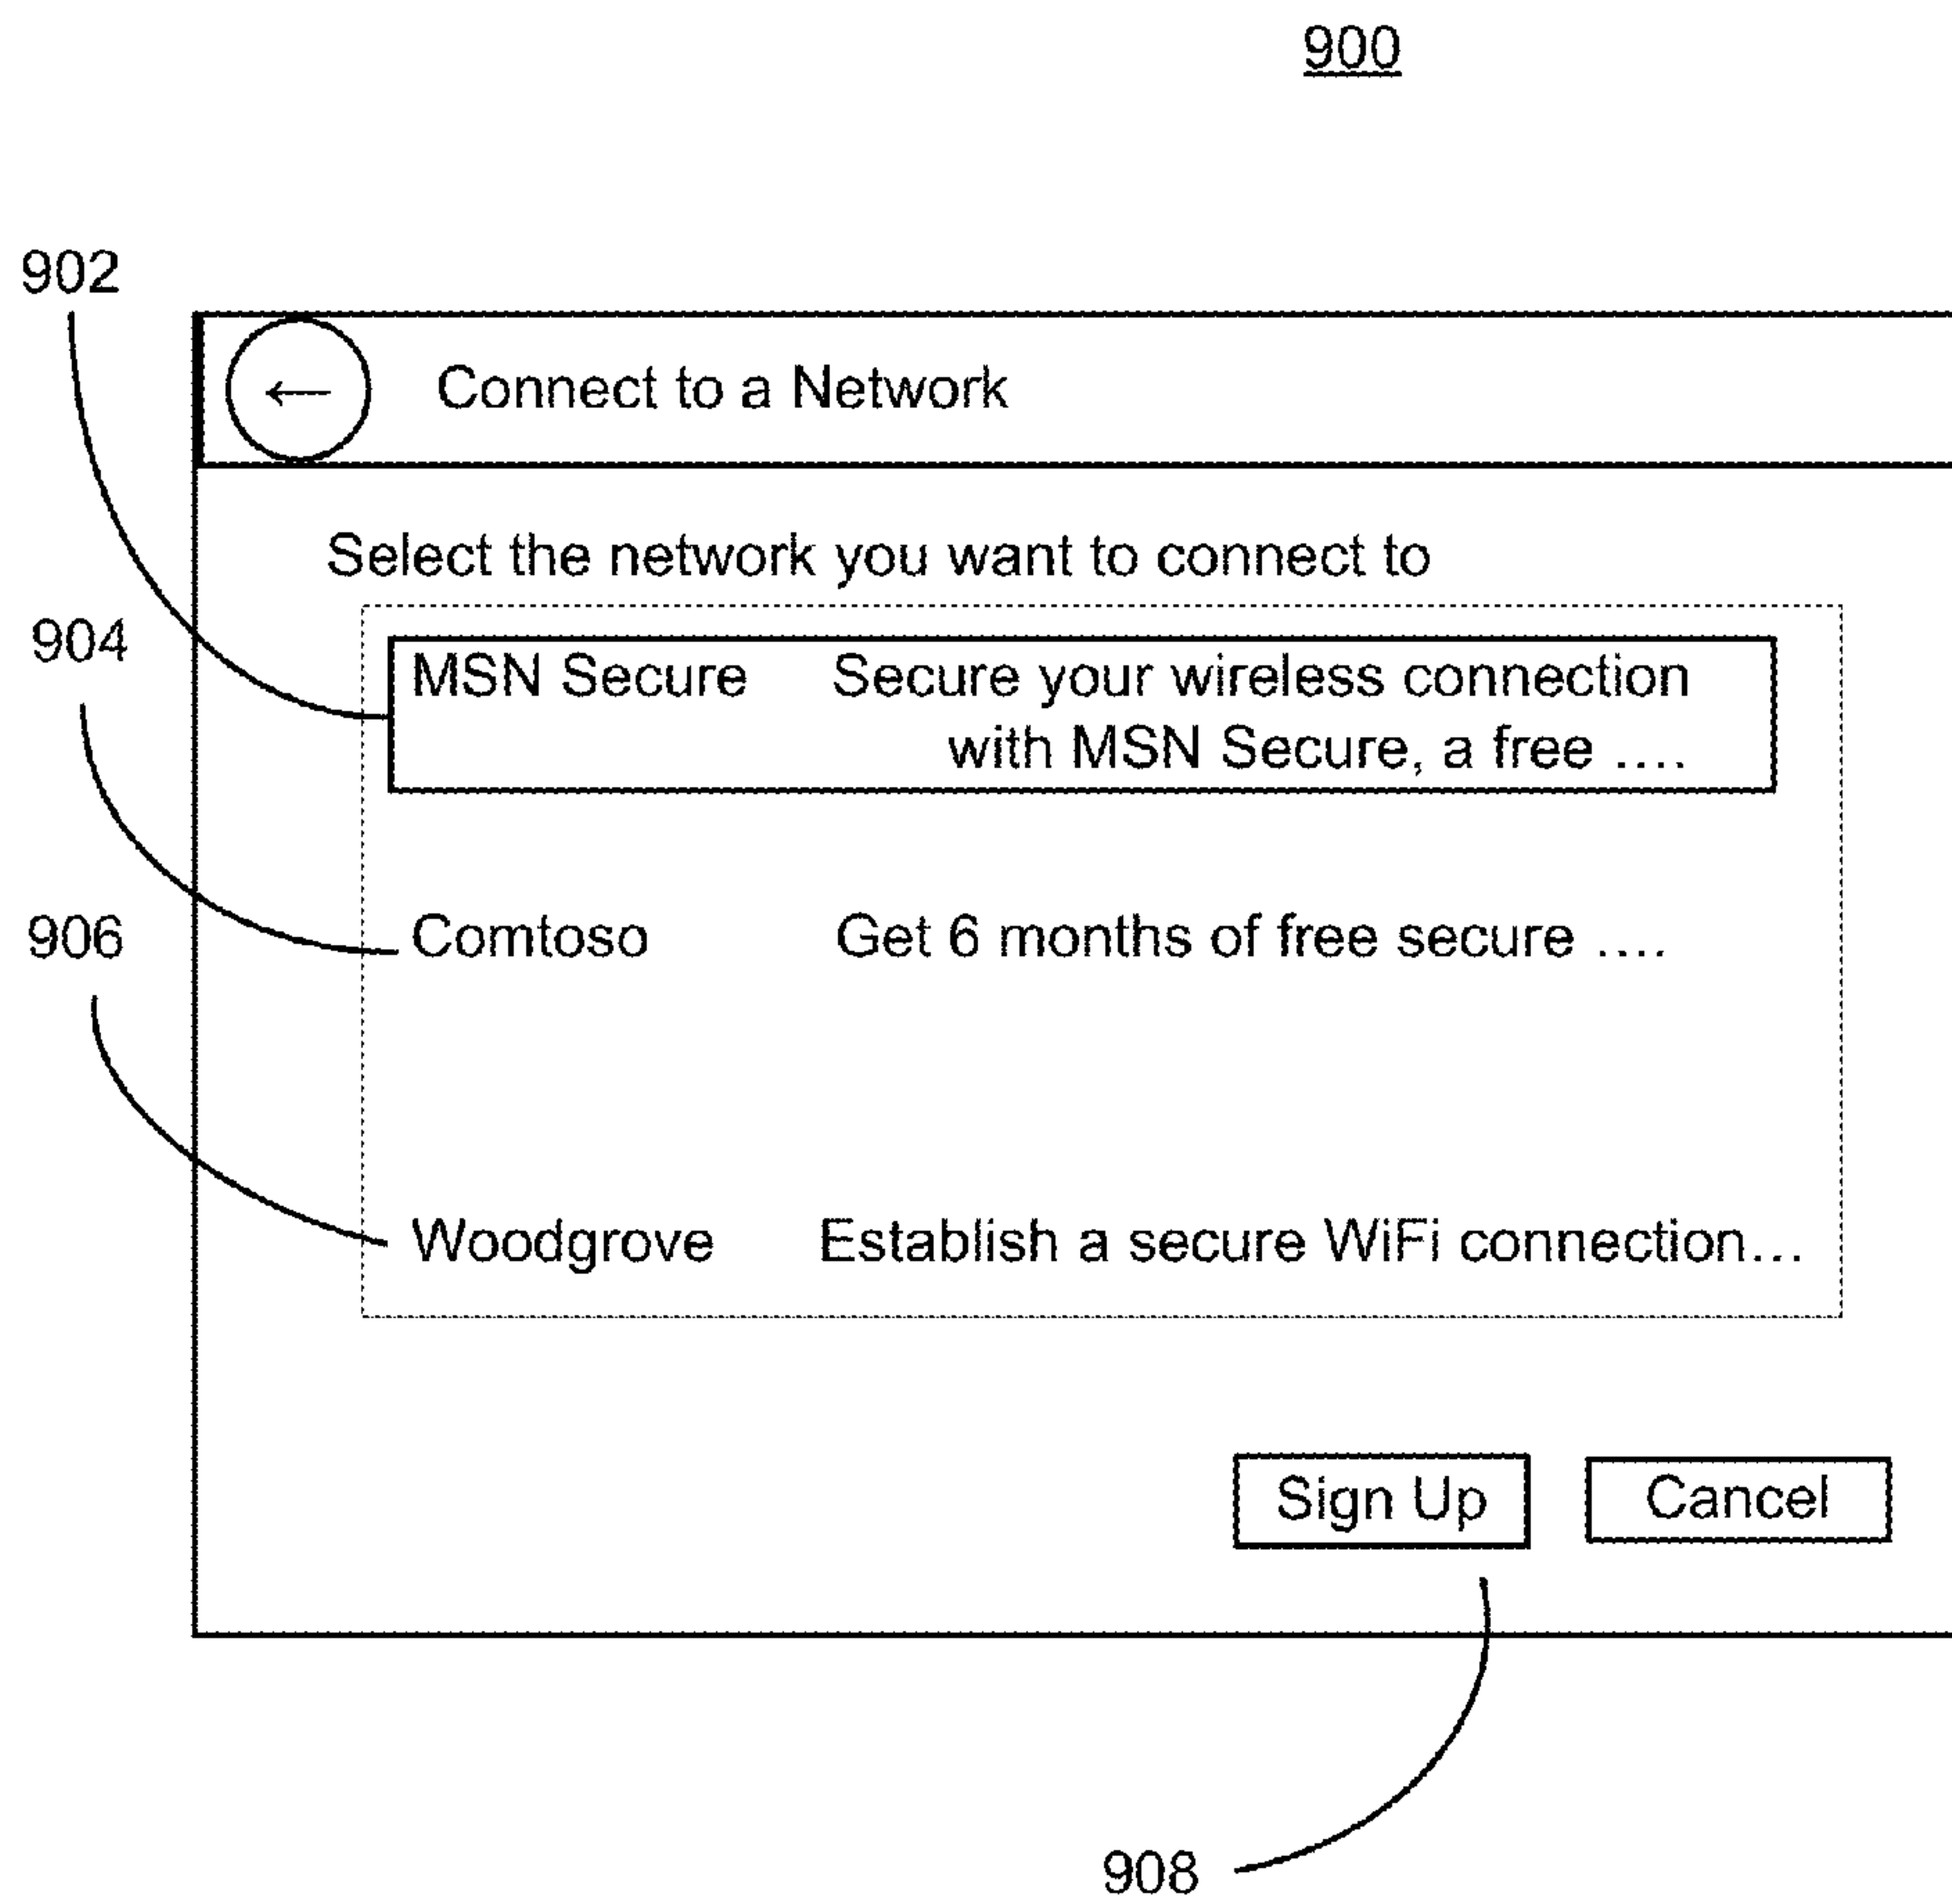 900
902
← Connect to a Network
Select the network you want to connect to
904
MSN Secure Secure your wireless connection
with MSN Secure, a free ....
906
Comtoso Get 6 months of free secure ....
Woodgrove Establish a secure WiFi connection...
Sign Up Cancel
908